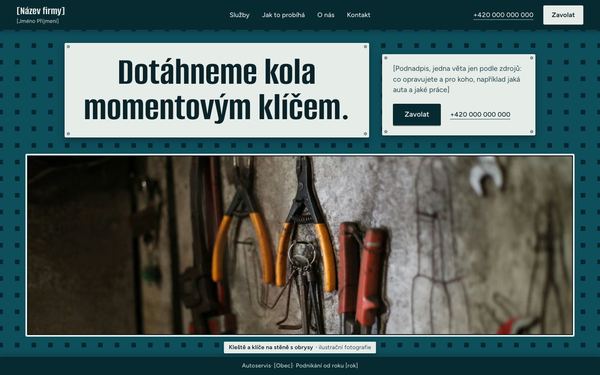 [Název firmy]
[Jméno Příjmení]
Služby Jak to probíhá O nás Kontakt
+420 000 000 000
Zavolat
Dotáhneme kola
momentovým klíčem.
[Podnadpis, jedna věta jen podle zdrojů:
co opravujete a pro koho, například jaká
auta a jaké práce]
Zavolat
+420 000 000 000
Kleště a klíče na stěně s obrysy · ilustrační fotografie
Autoservis · [Obec] · Podnikání od roku [rok]